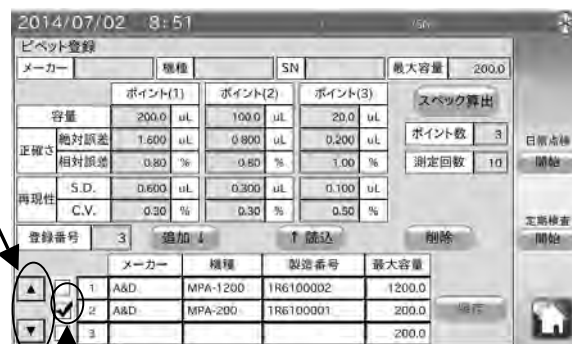 2014/07/02 8:51
ピペット登録
メーカー 機種 SN 最大容量 200.0
ポイント(1) ポイント(2) ポイント(3) スペック算出
容量 200.0 uL 100.0 uL 20.0 uL
正確さ 絶対誤差 1.600 uL 0.800 uL 0.200 uL ポイント数 3
相対誤差 0.80 % 0.80 % 1.00 % 測定回数 10
再現性 S.D. 0.600 uL 0.300 uL 0.100 uL
C.V. 0.30 % 0.30 % 0.50 %
日常点検
開始
定期検査
開始
登録番号 3 追加 ↓ ↑ 読込 削除
メーカー 機種 製造番号 最大容量
1 A&D MPA-1200 1R6100002 1200.0
2 A&D MPA-200 1R6100001 200.0
3 200.0